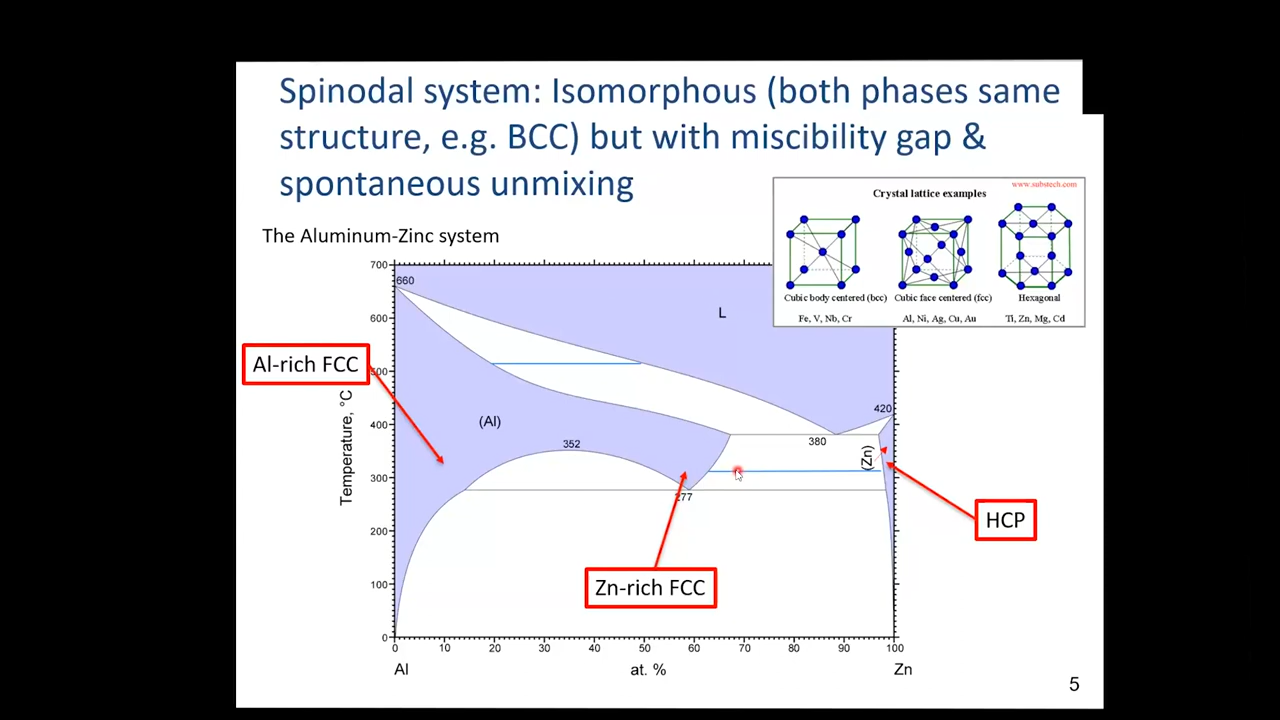 Spinodal system: Isomorphous (both phases same
structure, e.g. BCC) but with miscibility gap &
spontaneous unmixing
www.substech.com
Crystal lattice examples
Cubic body centered (bcc)
Cubic face centered (fcc)
Hexagonal
Fe, V, Nb, Cr
Al, Ni, Ag, Cu, Au
Ti, Zn, Mg, Cd
The Aluminum-Zinc system
700
660
600
L
Al-rich FCC
500
Temperature, °C
420
400
(Al)
352
380
(Zn)
300
277
HCP
200
Zn-rich FCC
100
0
0 10 20 30 40 50 60 70 80 90 100
Al
at. %
Zn
5